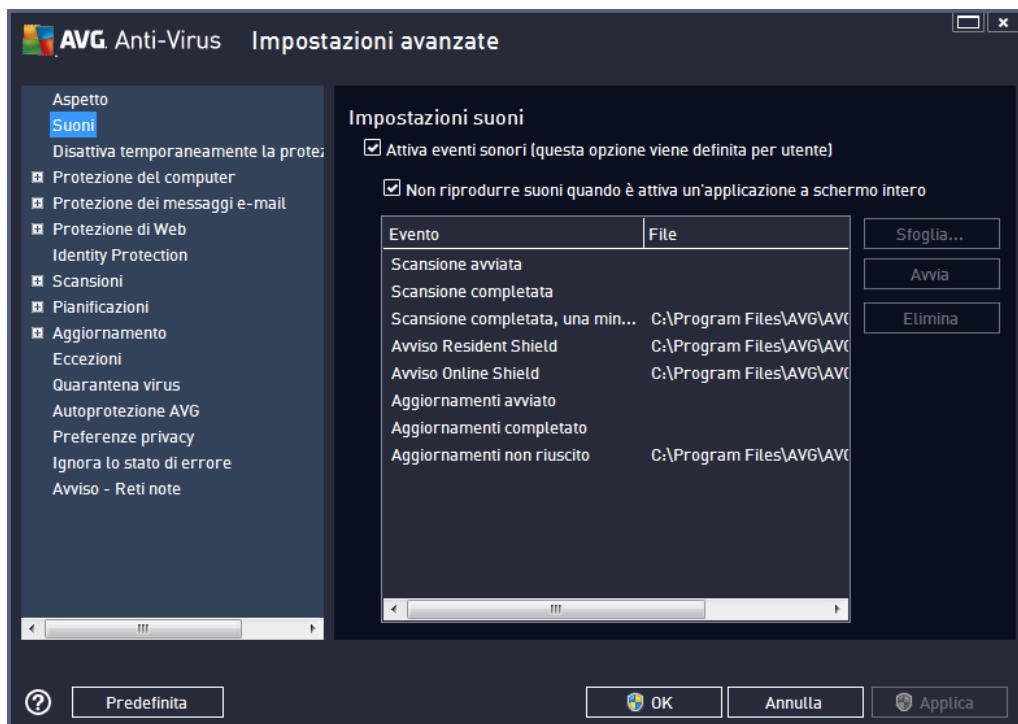 AVG. Anti-Virus Impostazioni avanzate
Aspetto
Suoni
Disattiva temporaneamente la protez
Protezione del computer
Protezione dei messaggi e-mail
Protezione di Web
Identity Protection
Scansioni
Pianificazioni
Aggiornamento
Eccezioni
Quarantena virus
Autoprotezione AVG
Preferenze privacy
Ignora lo stato di errore
Avviso - Reti note
Impostazioni suoni
Attiva eventi sonori (questa opzione viene definita per utente)
Non riprodurre suoni quando è attiva un'applicazione a schermo intero
Evento File
Scansione avviata
Scansione completata
Scansione completata, una min... C:\Program Files\AVG\AVG
Avviso Resident Shield C:\Program Files\AVG\AVG
Avviso Online Shield C:\Program Files\AVG\AVG
Aggiornamenti avviato
Aggiornamenti completato
Aggiornamenti non riuscito C:\Program Files\AVG\AVG
Sfoglia...
Avvia
Elimina
Predefinita
OK
Annulla
Applica